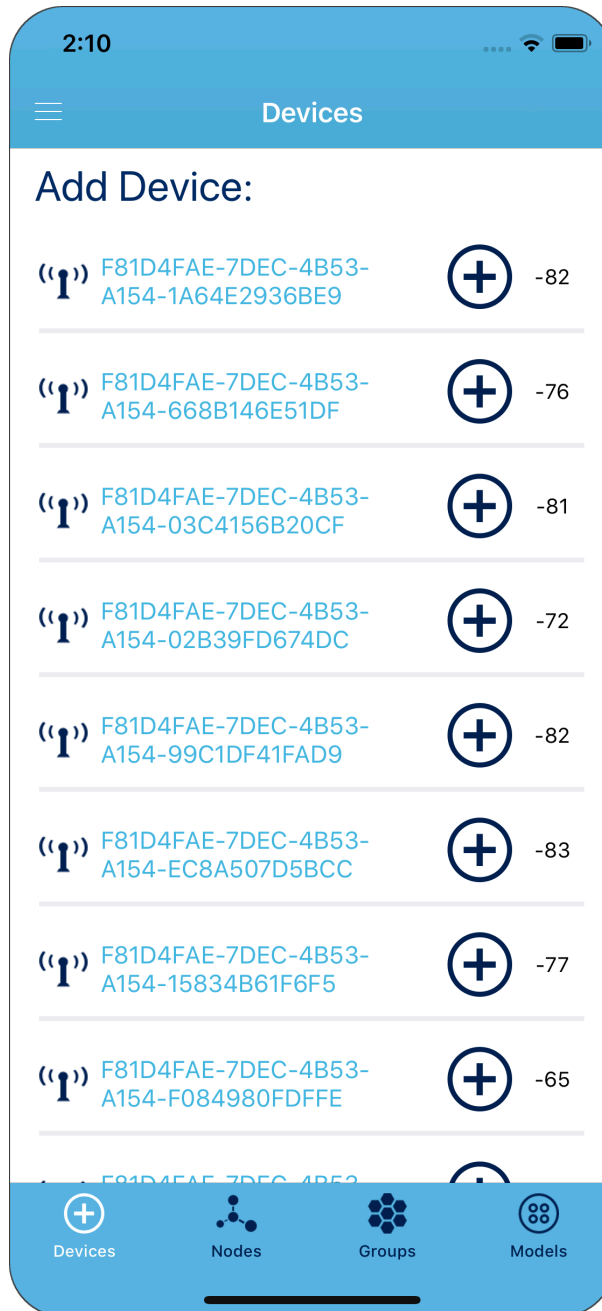 2:10
Devices
Add Device:
F81D4FAE-7DEC-4B53-
A154-1A64E2936BE9
-82
F81D4FAE-7DEC-4B53-
A154-668B146E51DF
-76
F81D4FAE-7DEC-4B53-
A154-03C4156B20CF
-81
F81D4FAE-7DEC-4B53-
A154-02B39FD674DC
-72
F81D4FAE-7DEC-4B53-
A154-99C1DF41FAD9
-82
F81D4FAE-7DEC-4B53-
A154-EC8A507D5BCC
-83
F81D4FAE-7DEC-4B53-
A154-15834B61F6F5
-77
F81D4FAE-7DEC-4B53-
A154-F084980FDFFE
-65
F81D4FAE-7DEC-4B53-
Devices
Nodes
Groups
Models